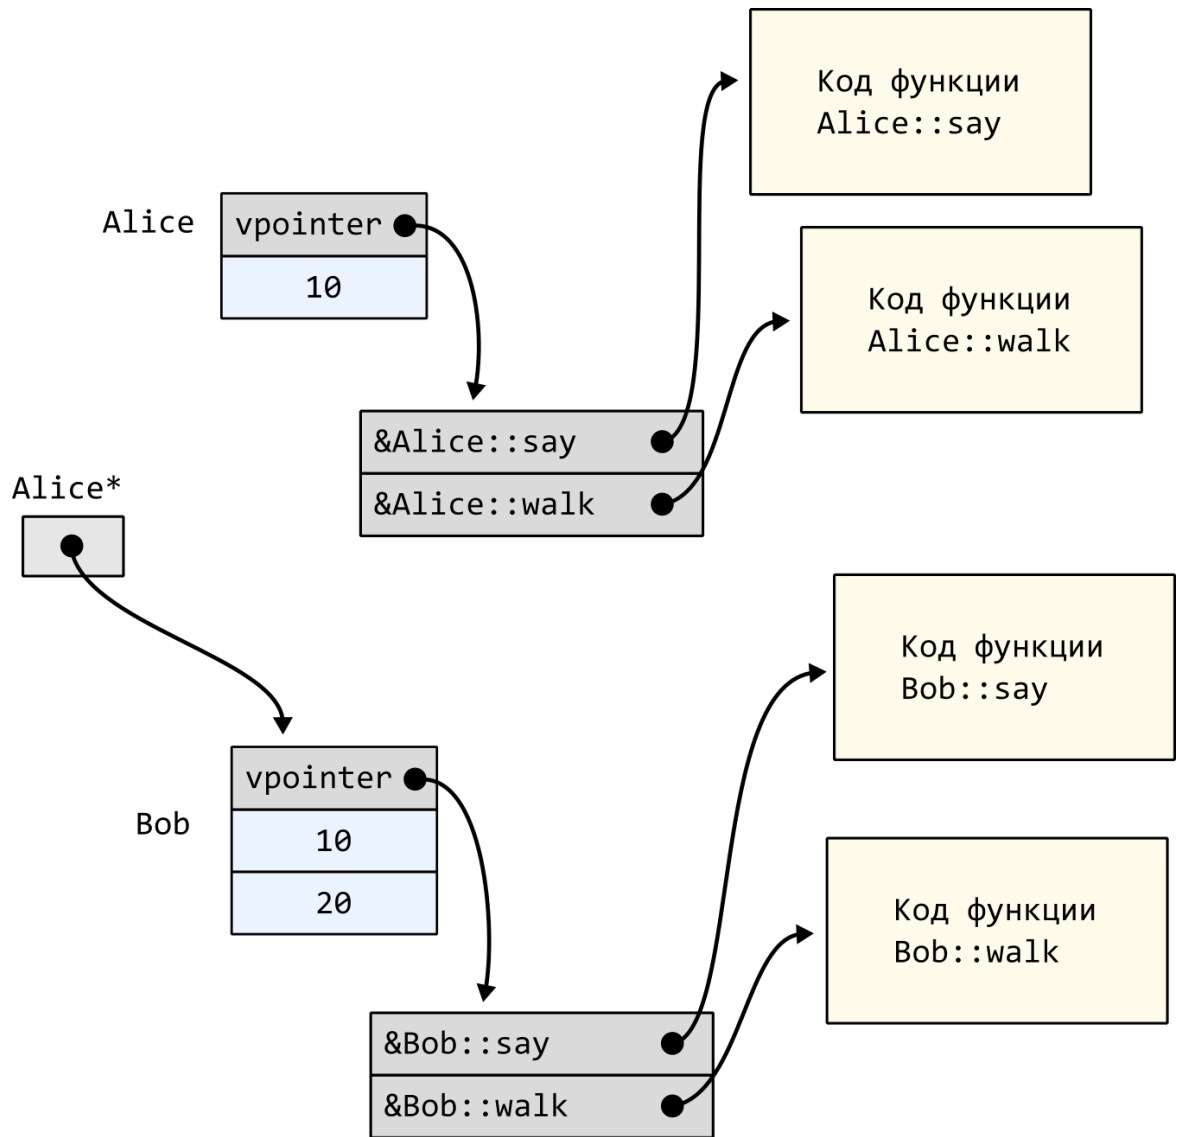 Код функции
Alice::say
Alice
vpointer
10
Код функции
Alice::walk
&Alice::say
&Alice::walk
Alice*
Код функции
Bob::say
vpointer
Bob
10
20
Код функции
Bob::walk
&Bob::say
&Bob::walk